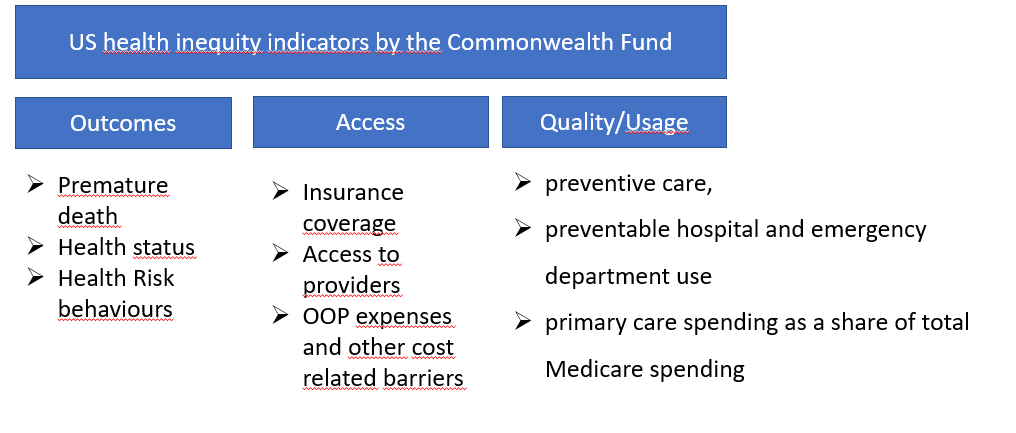 US health inequity indicators by the Commonwealth Fund
Outcomes
Premature
death
Health status
Health Risk
behaviours
Access
Insurance
coverage
Access to
providers
OOP expenses
and other cost
related barriers
Quality/Usage
preventive care,
preventable hospital and emergency
department use
primary care spending as a share of total
Medicare spending